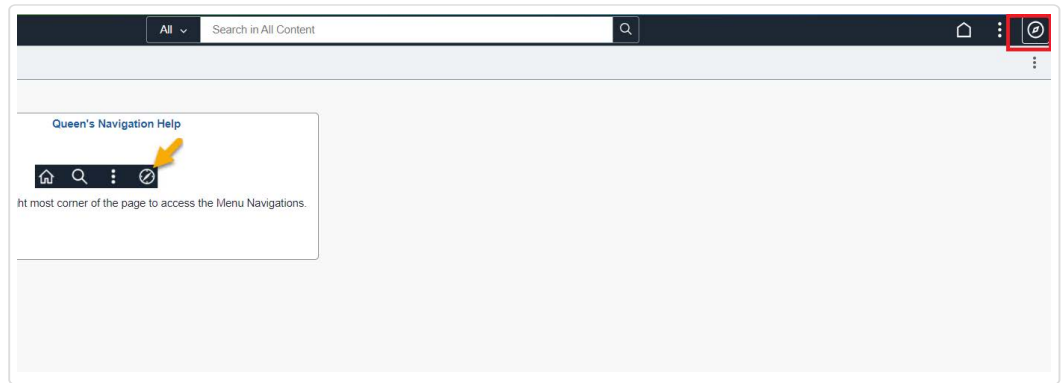 All
Search in All Content
Queen's Navigation Help
ht most corner of the page to access the Menu Navigations.